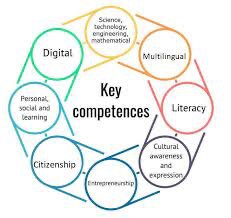 Key
competences
Science,
technology,
engineering,
mathematical
Multilingual
Literacy
Cultural
awareness
and
expression
Entrepreneurship
Citizenship
Personal,
social and
learning
Digital